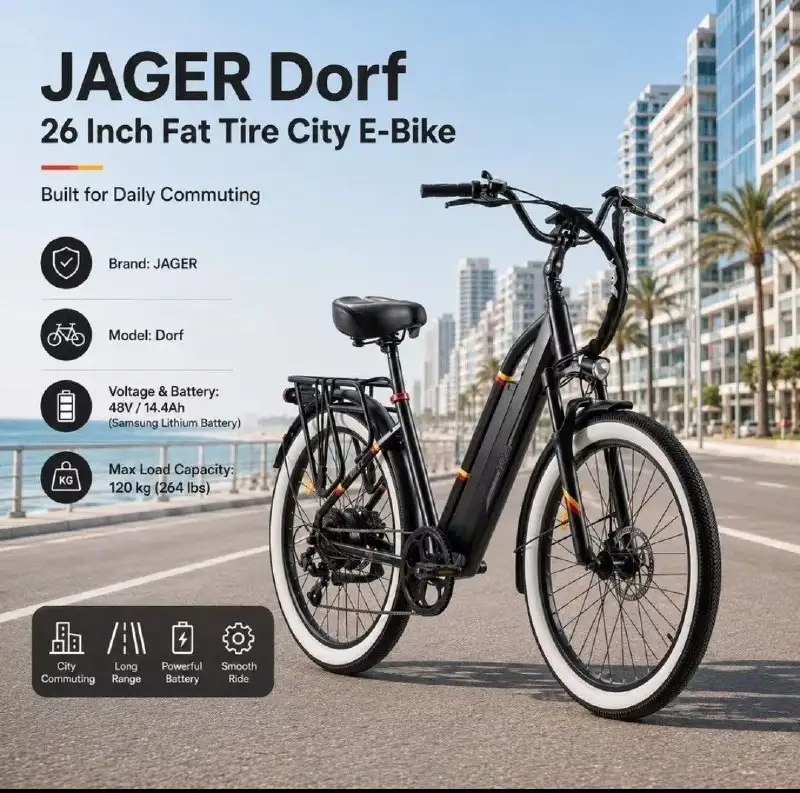 JAGER Dorf
26 Inch Fat Tire City E-Bike
Built for Daily Commuting
Brand: JAGER
Model: Dorf
Voltage & Battery:
48V / 14.4Ah
(Samsung Lithium Battery)
Max Load Capacity:
120 kg (264 lbs)
KG
City
Commuting
Long
Range
Powerful
Battery
Smooth
Ride